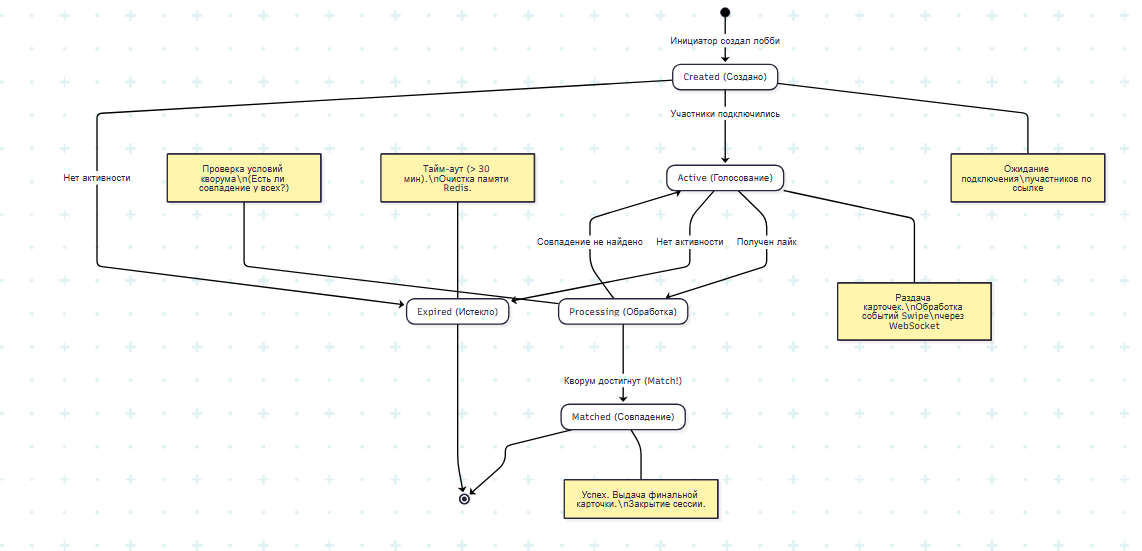 Инициатор создал лобби
Created (Создано)
Участники подключились
Нет активности
Проверка условий
кворума\n(Есть ли
совпадение у всех?)
Тайм-аут (> 30
мин).\nОчистка памяти
Redis.
Active (Голосование)
Ожидание
подключения\nучастников по
ссылке
Совпадение не найдено
Нет активности
Получен лайк
Раздача
карточек.\nОбработка
событий Swipe\nчерез
WebSocket
Expired (Истекло)
Processing (Обработка)
Кворум достигнут (Match!)
Matched (Совпадение)
Успех. Выдача финальной
карточки.\nЗакрытие сессии.